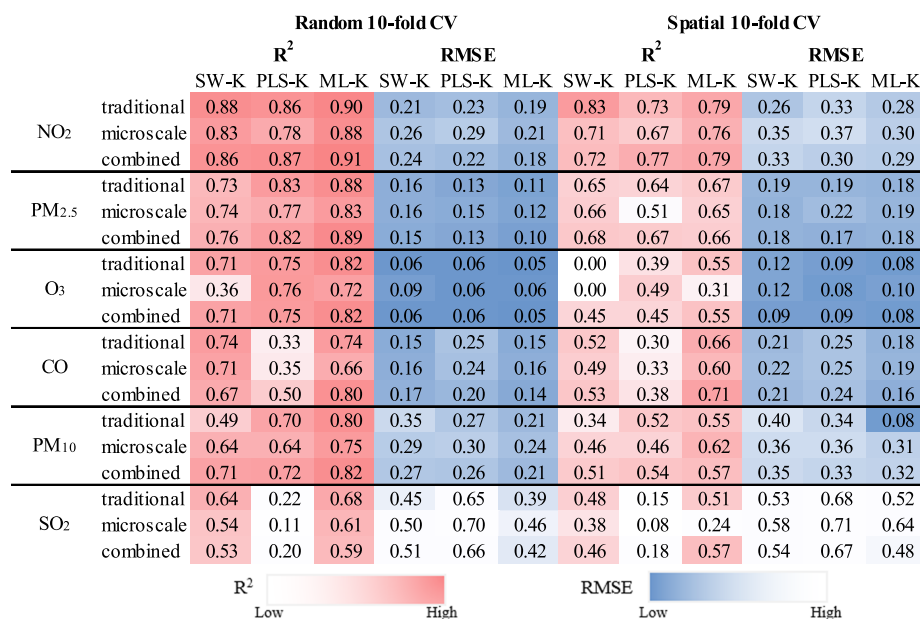 Random 10-fold CV Spatial 10-fold CV
R² RMSE R² RMSE
SW-K PLS-K ML-K SW-K PLS-K ML-K SW-K PLS-K ML-K SW-K PLS-K ML-K
traditional 0.88 0.86 0.90 0.21 0.23 0.19 0.83 0.73 0.79 0.26 0.33 0.28
NO₂ microscale 0.83 0.78 0.88 0.26 0.29 0.21 0.71 0.67 0.76 0.35 0.37 0.30
combined 0.86 0.87 0.91 0.24 0.22 0.18 0.72 0.77 0.79 0.33 0.30 0.29
traditional 0.73 0.83 0.88 0.16 0.13 0.11 0.65 0.64 0.67 0.19 0.19 0.18
PM₂.₅ microscale 0.74 0.77 0.83 0.16 0.15 0.12 0.66 0.51 0.65 0.18 0.22 0.19
combined 0.76 0.82 0.89 0.15 0.13 0.10 0.68 0.67 0.66 0.18 0.17 0.18
traditional 0.71 0.75 0.82 0.06 0.06 0.05 0.00 0.39 0.55 0.12 0.09 0.08
O₃ microscale 0.36 0.76 0.72 0.09 0.06 0.06 0.00 0.49 0.31 0.12 0.08 0.10
combined 0.71 0.75 0.82 0.06 0.06 0.05 0.45 0.45 0.55 0.09 0.09 0.08
traditional 0.74 0.33 0.74 0.15 0.25 0.15 0.52 0.30 0.66 0.21 0.25 0.18
CO microscale 0.71 0.35 0.66 0.16 0.24 0.16 0.49 0.33 0.60 0.22 0.25 0.19
combined 0.67 0.50 0.80 0.17 0.20 0.14 0.53 0.38 0.71 0.21 0.24 0.16
traditional 0.49 0.70 0.80 0.35 0.27 0.21 0.34 0.52 0.55 0.40 0.34 0.08
PM₁₀ microscale 0.64 0.64 0.75 0.29 0.30 0.24 0.46 0.46 0.62 0.36 0.36 0.31
combined 0.71 0.72 0.82 0.27 0.26 0.21 0.51 0.54 0.57 0.35 0.33 0.32
traditional 0.64 0.22 0.68 0.45 0.65 0.39 0.48 0.15 0.51 0.53 0.68 0.52
SO₂ microscale 0.54 0.11 0.61 0.50 0.70 0.46 0.38 0.08 0.24 0.58 0.71 0.64
combined 0.53 0.20 0.59 0.51 0.66 0.42 0.46 0.18 0.57 0.54 0.67 0.48
R² RMSE
Low High Low High